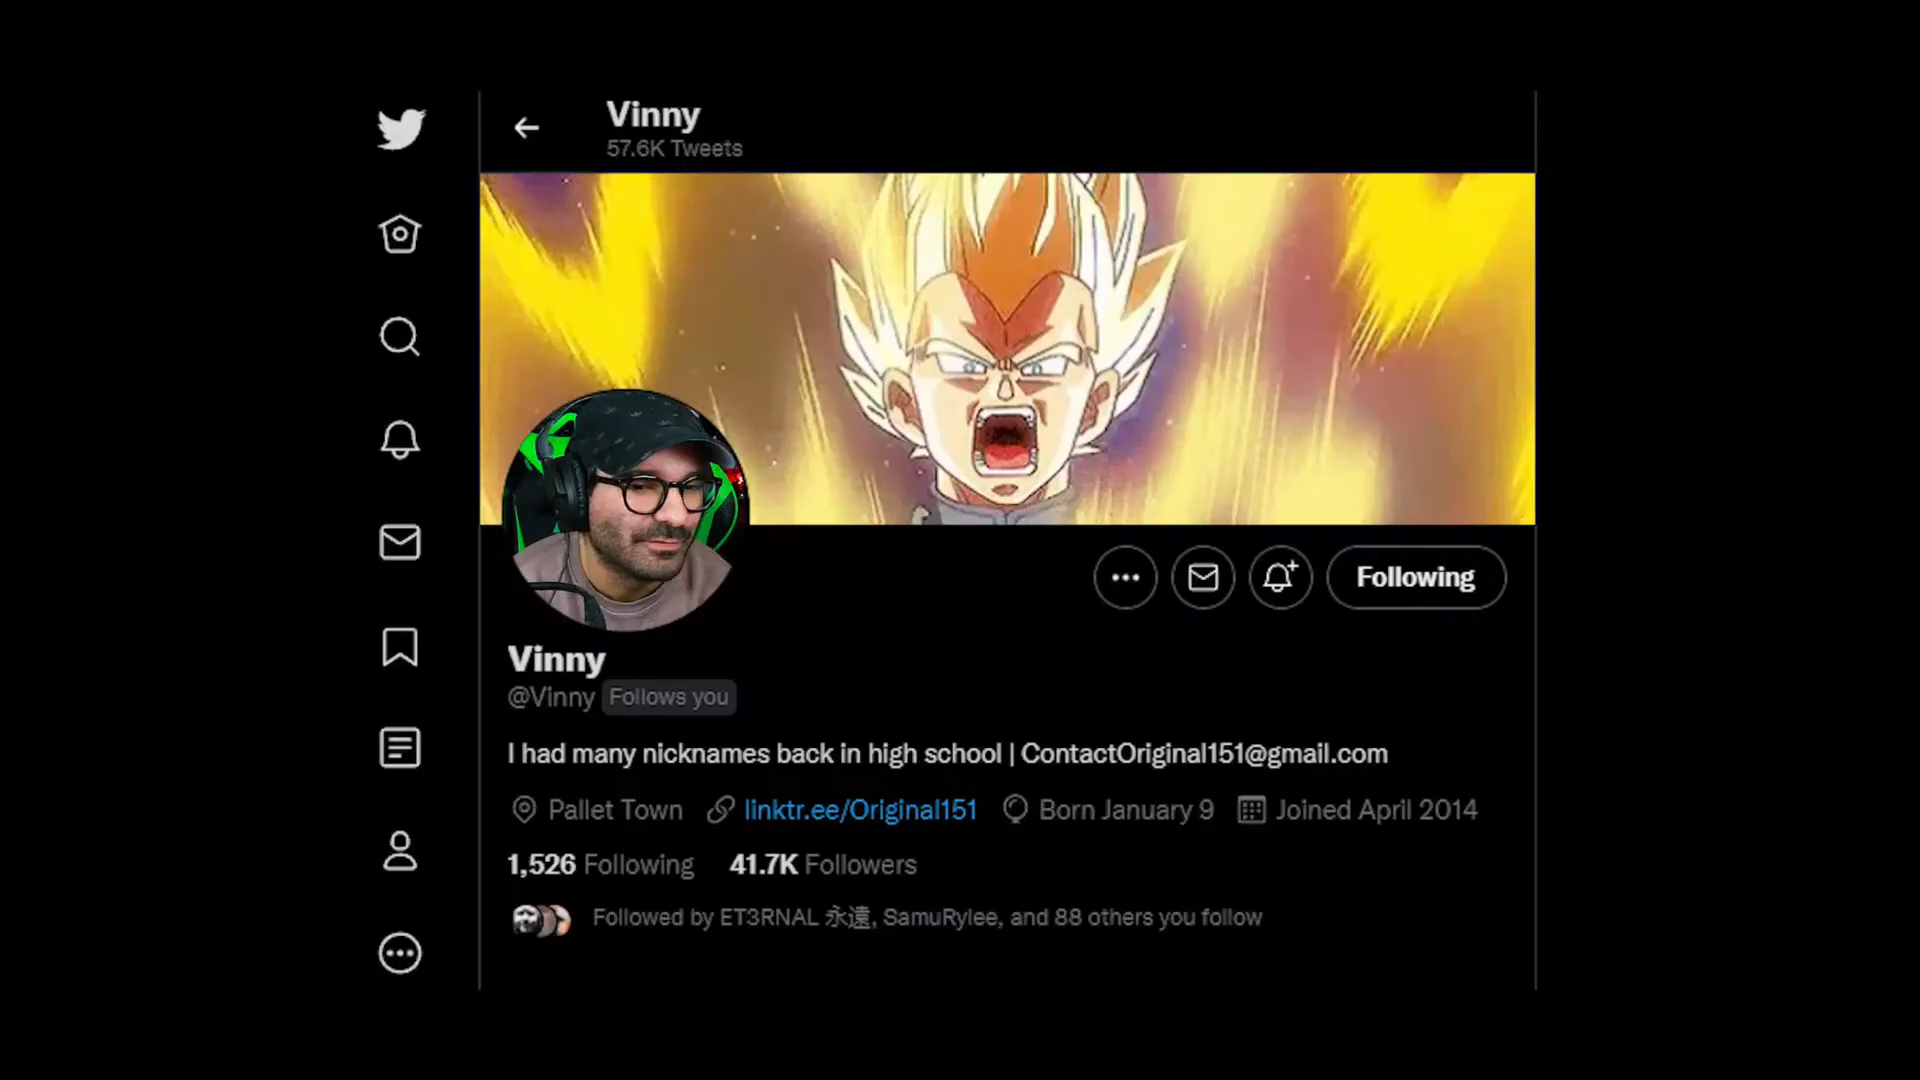 Vinny
57.6K Tweets
Following
Vinny
@Vinny Follows you
I had many nicknames back in high school | ContactOriginal151@gmail.com
Pallet Town linktr.ee/Original151 Born January 9 Joined April 2014
1,526 Following 41.7K Followers
Followed by ET3RNAL 永遠, SamuRylee, and 88 others you follow